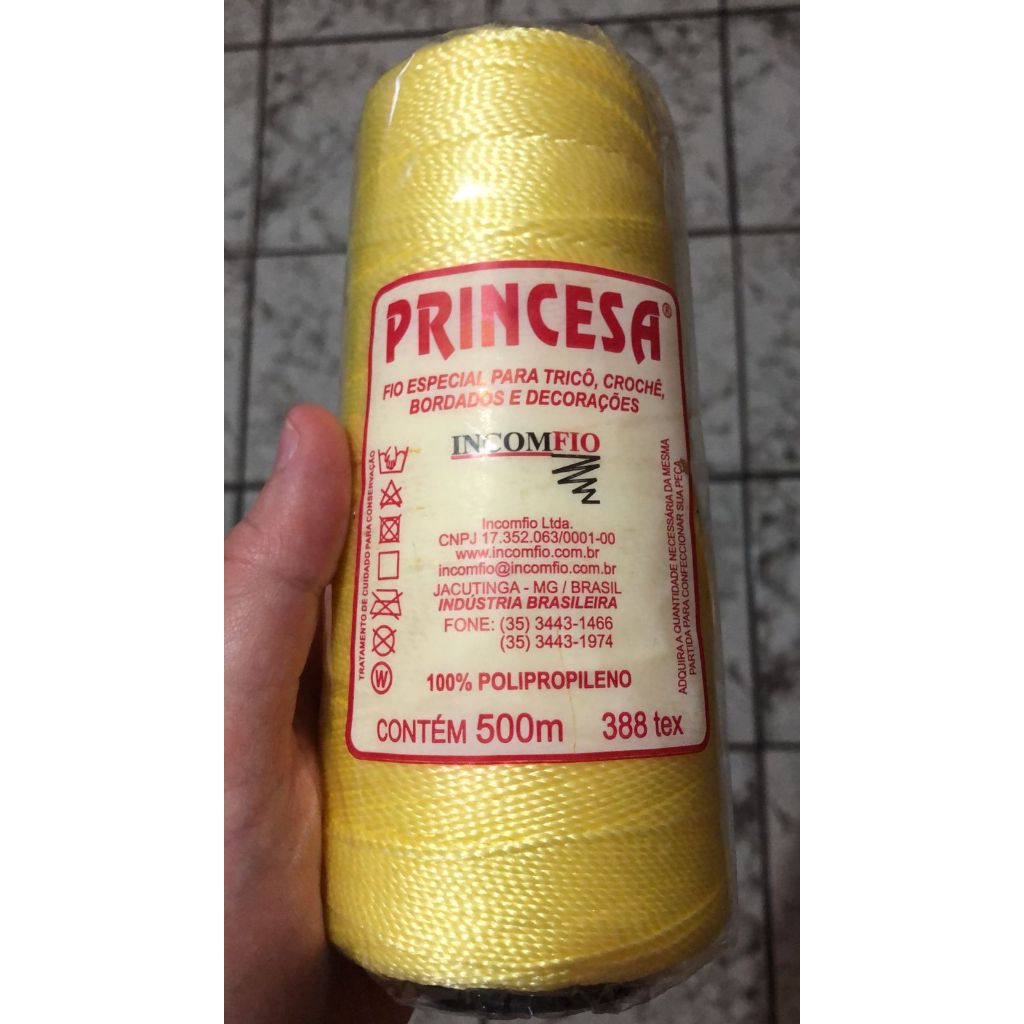 PRINCESA®
FIO ESPECIAL PARA TRICÔ, CROCHÊ,
BORDADOS E DECORAÇÕES
INCOMFIO
Incomfio Ltda.
CNPJ 17.352.063/0001-00
www.incomfio.com.br
incomfio@incomfio.com.br
JACUTINGA - MG / BRASIL
INDÚSTRIA BRASILEIRA
FONE: (35) 3443-1466
(35) 3443-1974
100% POLIPROPILENO
CONTÉM 500m 388 tex
TRATAMENTO DE CUIDADO PARA CONSERVAÇÃO
W
ADQUIRA A QUANTIDADE NECESSÁRIA DA MESMA
PARTIDA PARA CONFECCIONAR SUA PEÇA